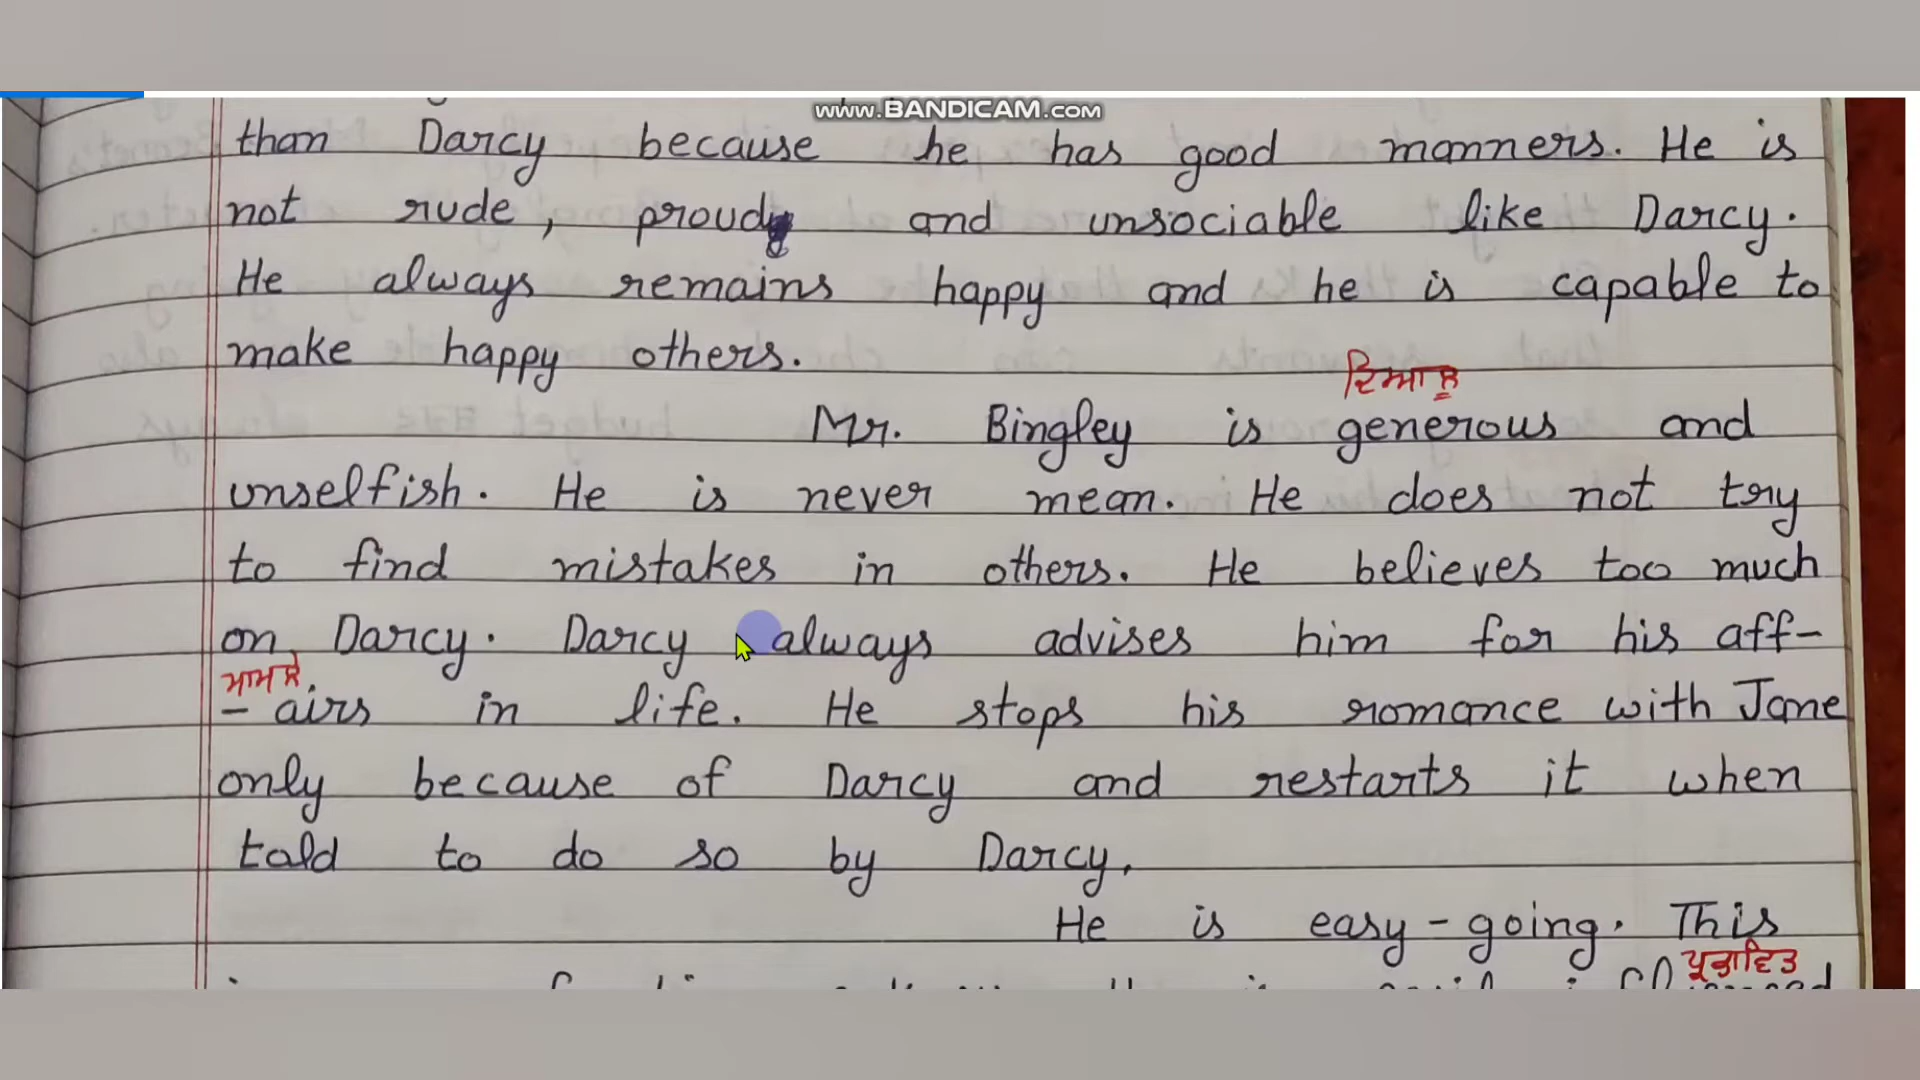 www.BANDICAM.com
than Darcy because he has good manners. He is
not rude, proud and unsociable like Darcy.
He always remains happy and he is capable to
make happy others.
ਦਿਆਲੂ
Mr. Bingley is generous and
unselfish. He is never mean. He does not try
to find mistakes in others. He believes too much
on Darcy. Darcy always advises him for his aff-
ਮਾਮਲੇ
- airs in life. He stops his romance with Jane
only because of Darcy and restarts it when
told to do so by Darcy.
He is easy-going. This
ਪ੍ਰਭਾਵਿਤ